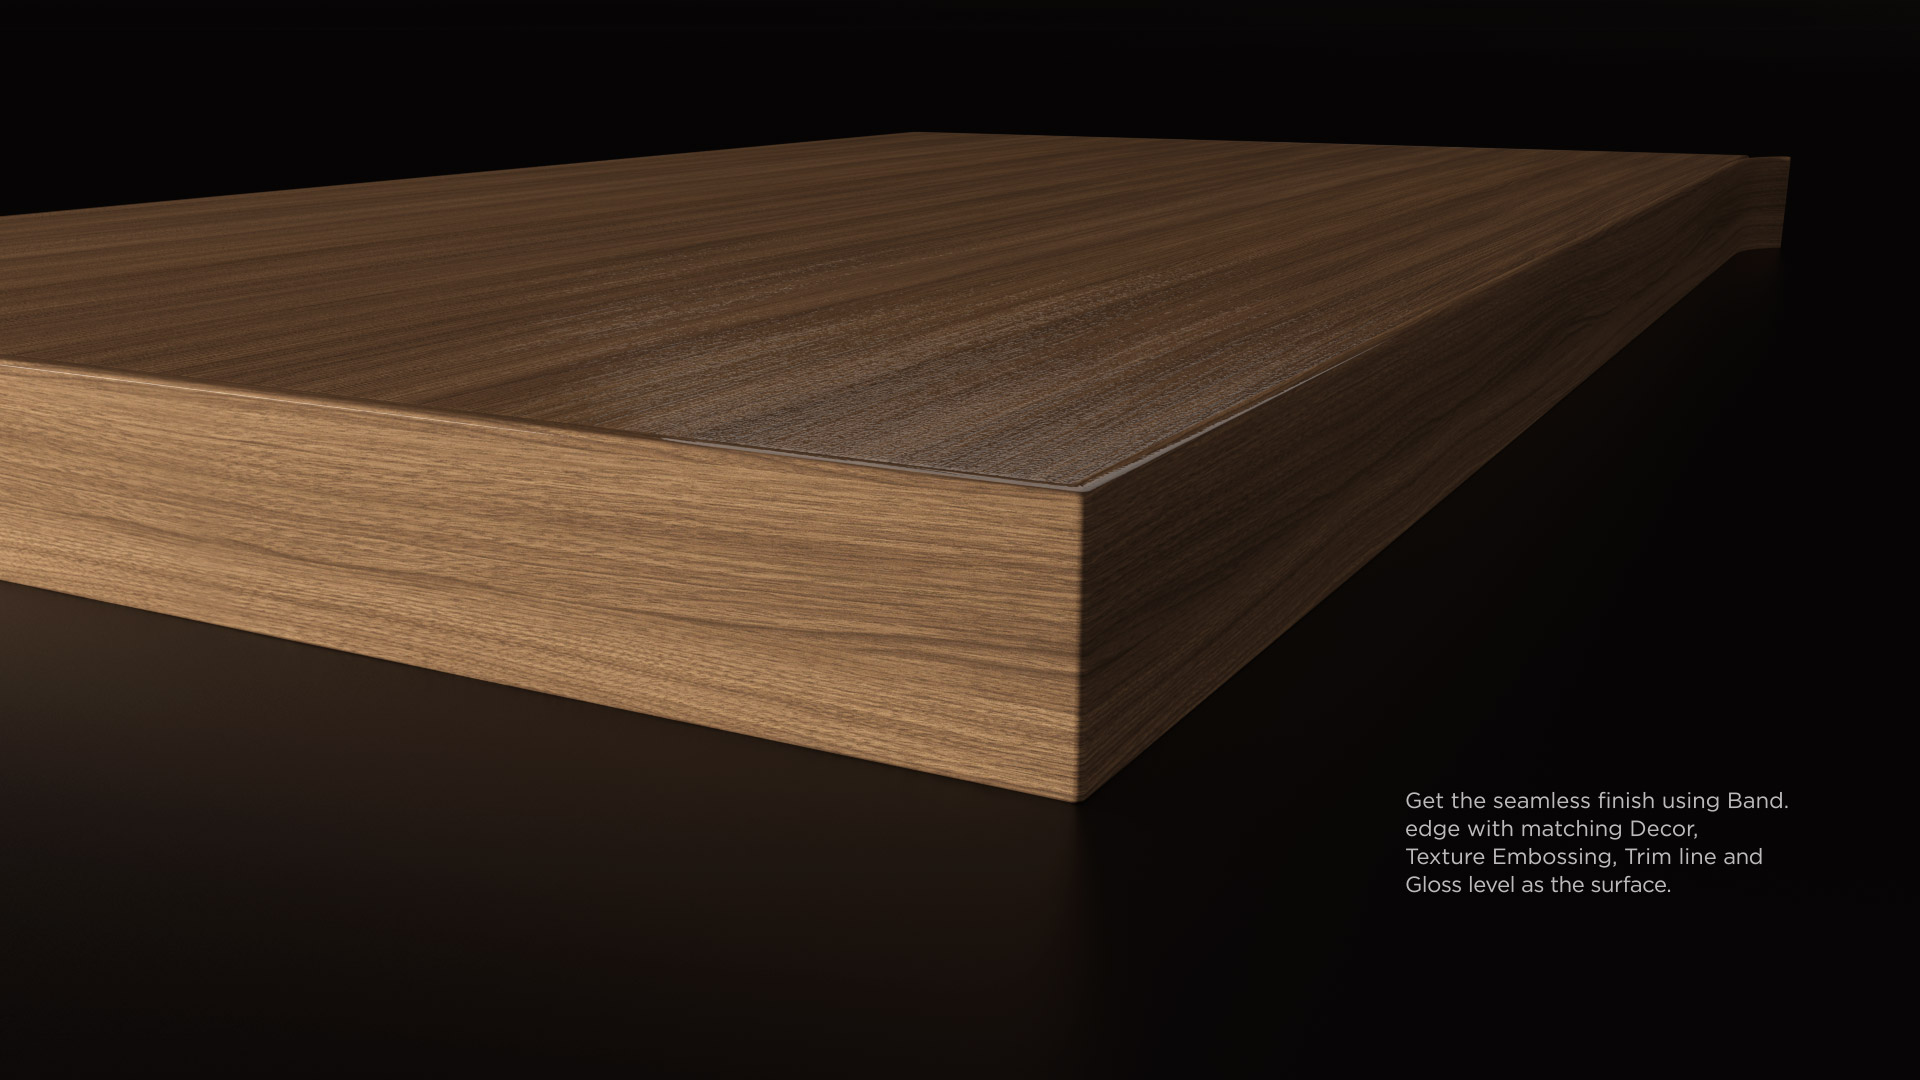 Get the seamless finish using Band.
edge with matching Decor,
Texture Embossing, Trim line and
Gloss level as the surface.